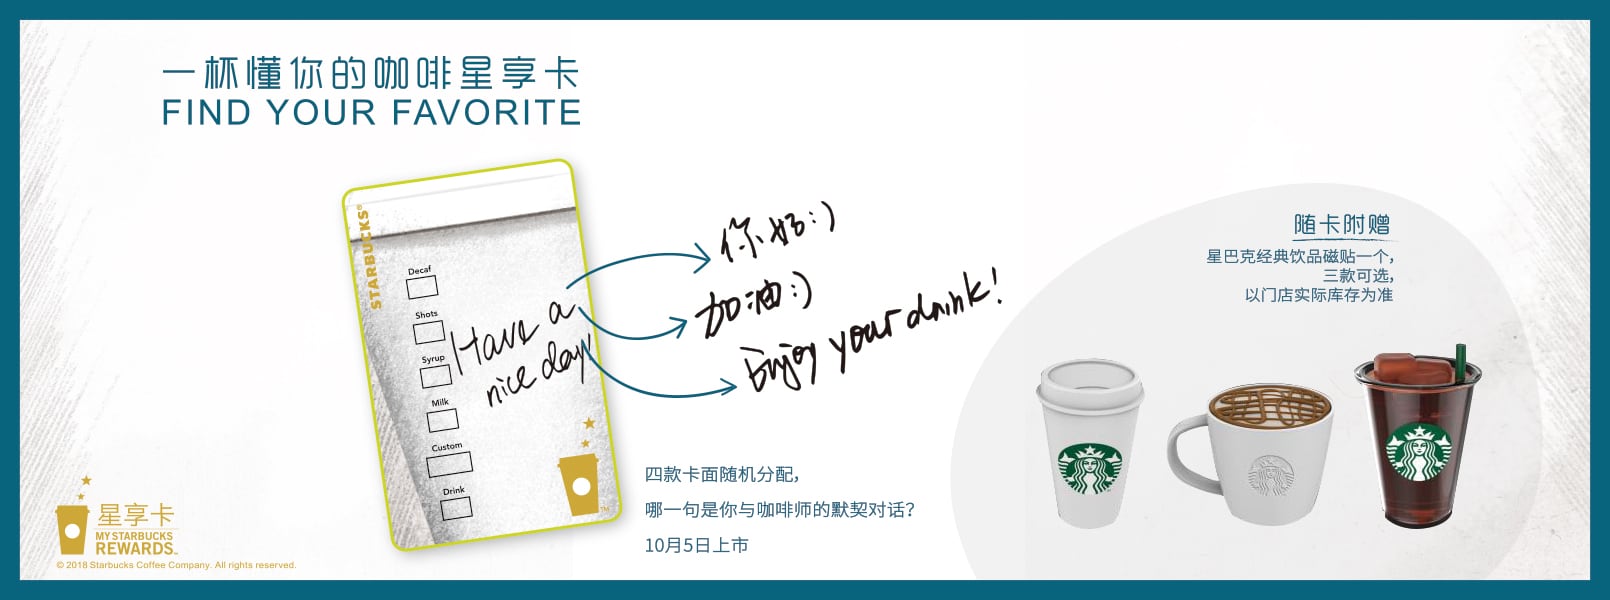 一杯懂你的咖啡星享卡
FIND YOUR FAVORITE
STARBUCKS®
Decaf
Shots
Syrup
Milk
Custom
Drink
Have a
nice day!
TM
你好:)
加油:)
Enjoy your drink!
四款卡面随机分配,
哪一句是你与咖啡师的默契对话?
10月5日上市
随卡附赠
星巴克经典饮品磁贴一个,
三款可选,
以门店实际库存为准
星享卡
MY STARBUCKS
REWARDS™
© 2018 Starbucks Coffee Company. All rights reserved.